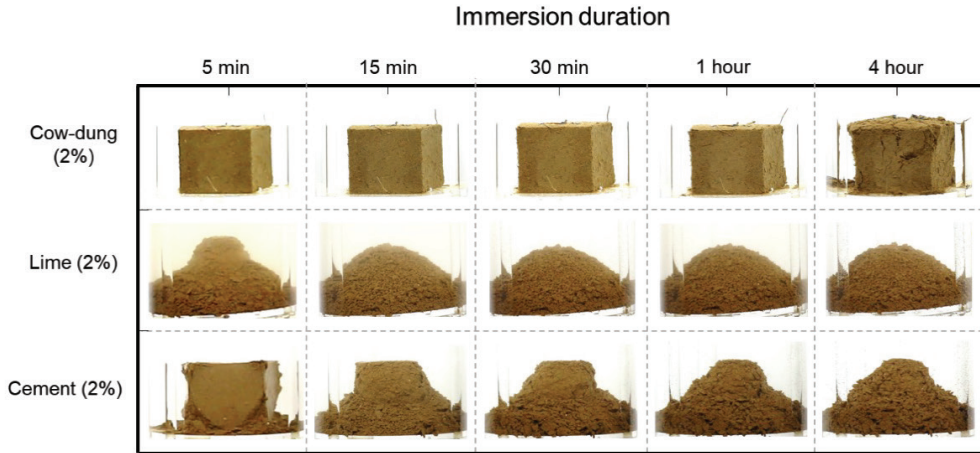 Immersion duration
5 min 15 min 30 min 1 hour 4 hour
Cow-dung
(2%)
Lime (2%)
Cement (2%)